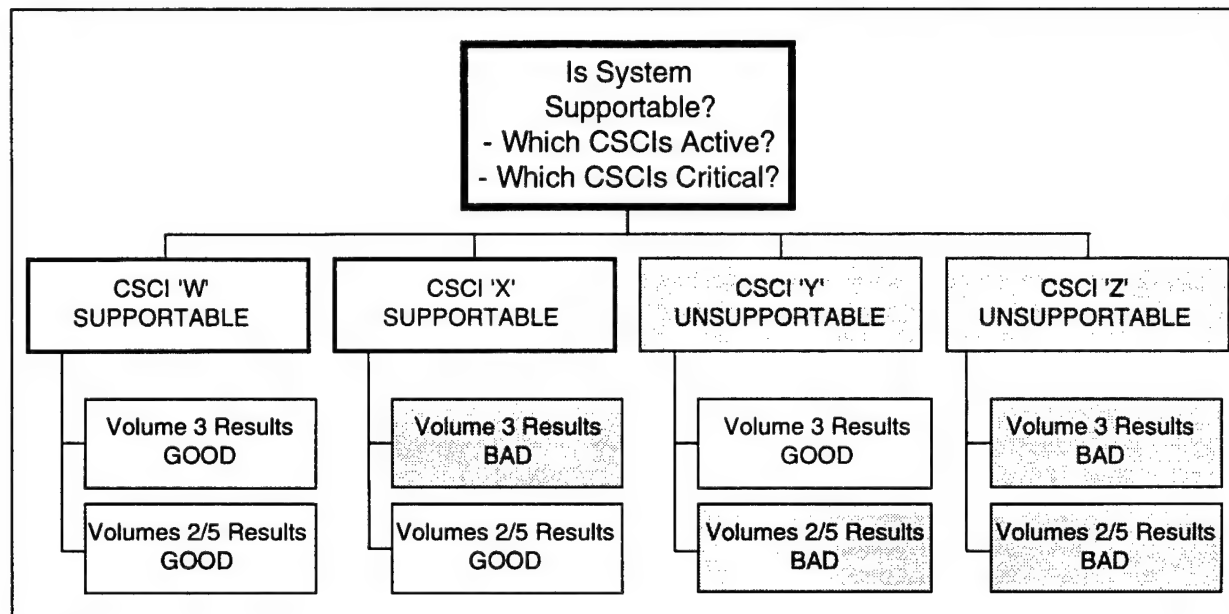 Is System
Supportable?
- Which CSCIs Active?
- Which CSCIs Critical?
CSCI 'W'
SUPPORTABLE
CSCI 'X'
SUPPORTABLE
CSCI 'Y'
UNSUPPORTABLE
CSCI 'Z'
UNSUPPORTABLE
Volume 3 Results
GOOD
Volume 3 Results
BAD
Volume 3 Results
GOOD
Volume 3 Results
BAD
Volumes 2/5 Results
GOOD
Volumes 2/5 Results
GOOD
Volumes 2/5 Results
BAD
Volumes 2/5 Results
BAD